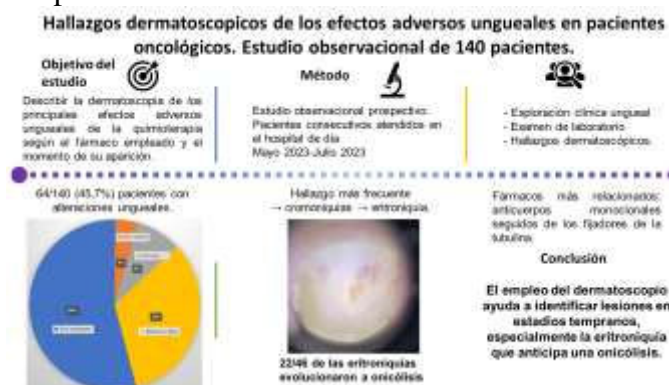 Hallazgos dermatoscopicos de los efectos adversos ungueales en pacientes
oncológicos. Estudio observacional de 140 pacientes.
Objetivo del
estudio
Describir la dermatoscopia de los
principales efectos adversos
ungueales de la quimioterapia
según el fármaco empleado y el
momento de su aparición.
Método
Estudio observacional prospectivo.
Pacientes consecutivos atendidos en
el hospital de día
Mayo 2023-Julio 2023
- Exploración clínica ungueal
- Examen de laboratorio
- Hallazgos dermatoscópicos.
64/140 (45,7%) pacientes con
alteraciones ungueales.
Hallazgo más frecuente
→ cromoniquias → eritroniquia
22/46 de las eritroniquias
evolucionaron a onicólisis
Fármacos más relacionados:
anticuerpos monoclonales
seguidos de los fijadores de la
tubulina
Conclusión
El empleo del dermatoscopio
ayuda a identificar lesiones en
estadios tempranos,
especialmente la eritroniquia
que anticipa una onicólisis.